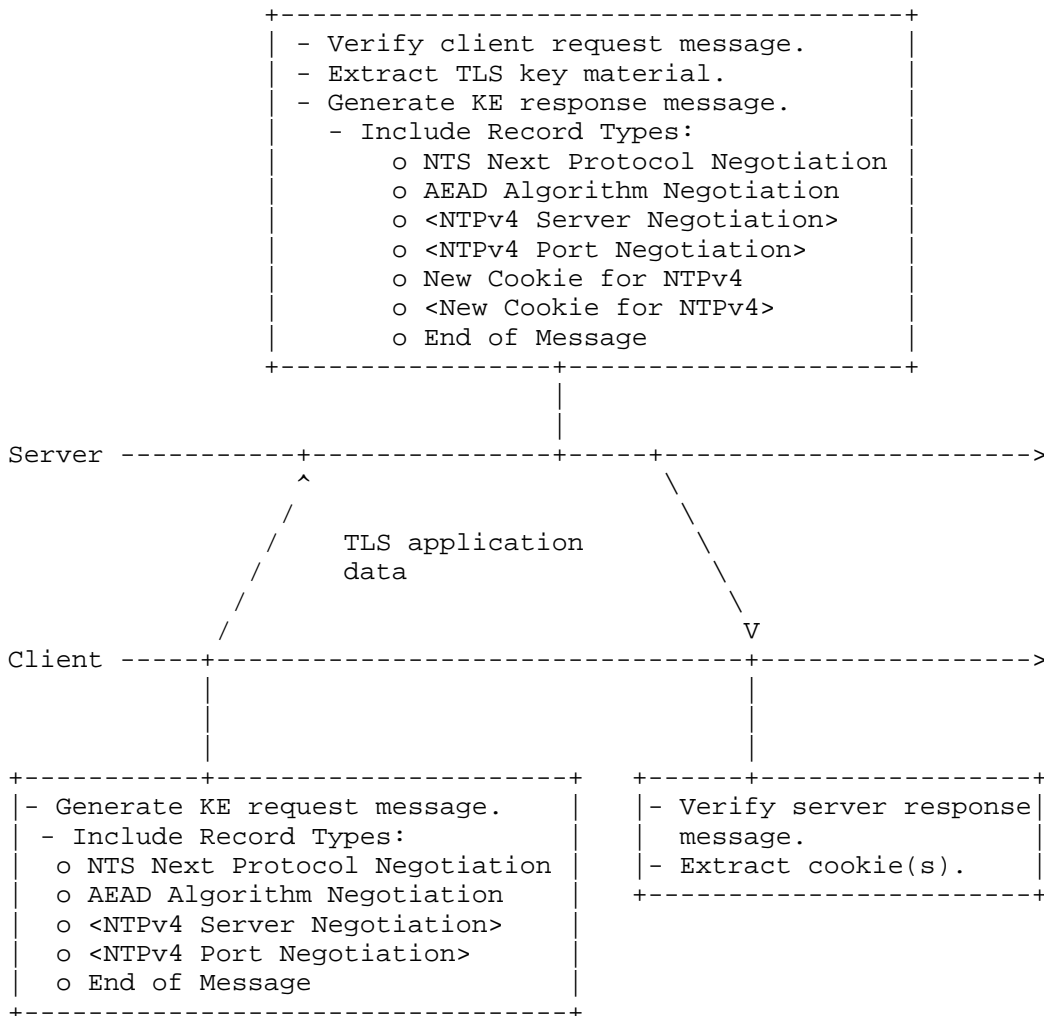 - Verify client request message.
- Extract TLS key material.
- Generate KE response message.
- Include Record Types:
o NTS Next Protocol Negotiation
o AEAD Algorithm Negotiation
o <NTPv4 Server Negotiation>
o <NTPv4 Port Negotiation>
o New Cookie for NTPv4
o <New Cookie for NTPv4>
o End of Message
Server
TLS application
data
Client
- Generate KE request message.
- Include Record Types:
o NTS Next Protocol Negotiation
o AEAD Algorithm Negotiation
o <NTPv4 Server Negotiation>
o <NTPv4 Port Negotiation>
o End of Message
- Verify server response
message.
- Extract cookie(s).